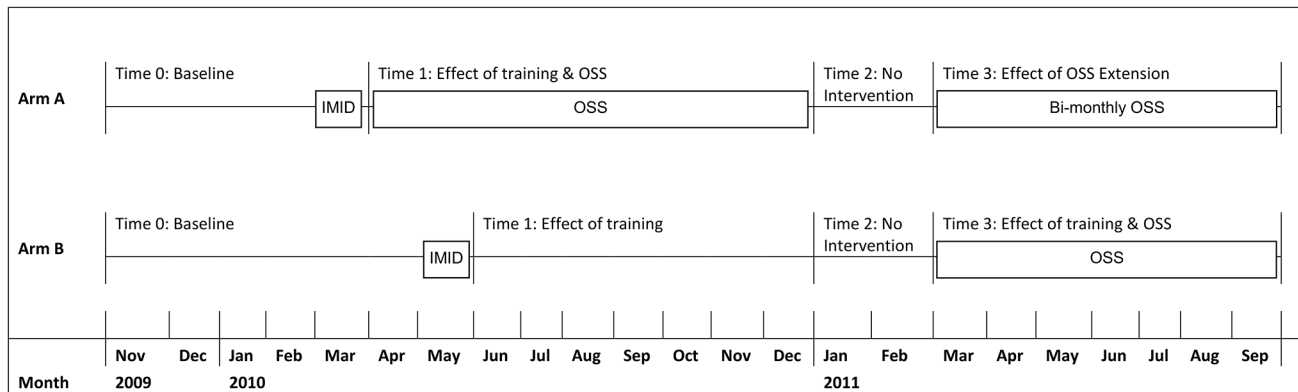 Time 0: Baseline
Time 1: Effect of training & OSS
Time 2: No
Intervention
Time 3: Effect of OSS Extension
Arm A
IMID
OSS
Bi-monthly OSS
Time 0: Baseline
Time 1: Effect of training
Time 2: No
Intervention
Time 3: Effect of training & OSS
Arm B
IMID
OSS
Nov Dec Jan Feb Mar Apr May Jun Jul Aug Sep Oct Nov Dec Jan Feb Mar Apr May Jun Jul Aug Sep
Month 2009 2010 2011